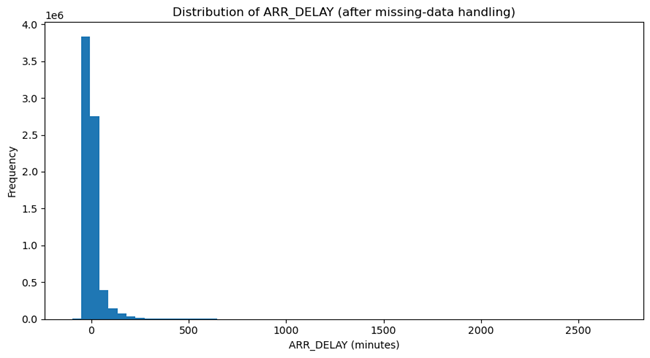 Distribution of ARR_DELAY (after missing-data handling)
1e6
4.0
3.5
3.0
2.5
2.0
1.5
1.0
0.5
0.0
Frequency
0 500 1000 1500 2000 2500
ARR_DELAY (minutes)